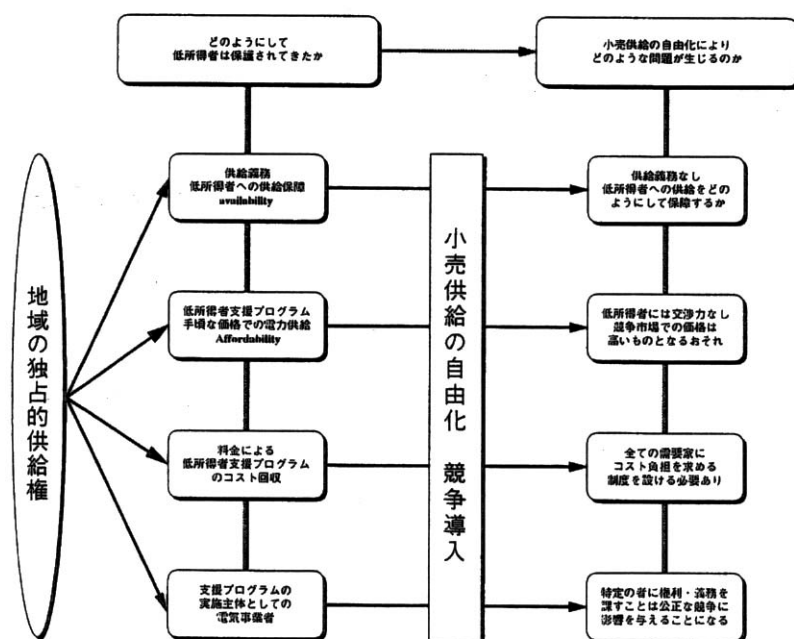 どのようにして
低所得者は保護されてきたか
小売供給の自由化により
どのような問題が生じるのか
地域の独占的供給権
供給義務
低所得者への供給保障
availability
小売供給の自由化 競争導入
供給義務なし
低所得者への供給をどの
ようにして保障するか
低所得者支援プログラム
手頃な価格での電力供給
Affordability
低所得者には交渉力なし
競争市場での価格は
高いものとなるおそれ
料金による
低所得者支援プログラム
のコスト回収
全ての需要家に
コスト負担を求める
制度を設ける必要あり
支援プログラムの
実施主体としての
電気事業者
特定の者に権利・義務を
課すことは公正な競争に
影響を与えることになる